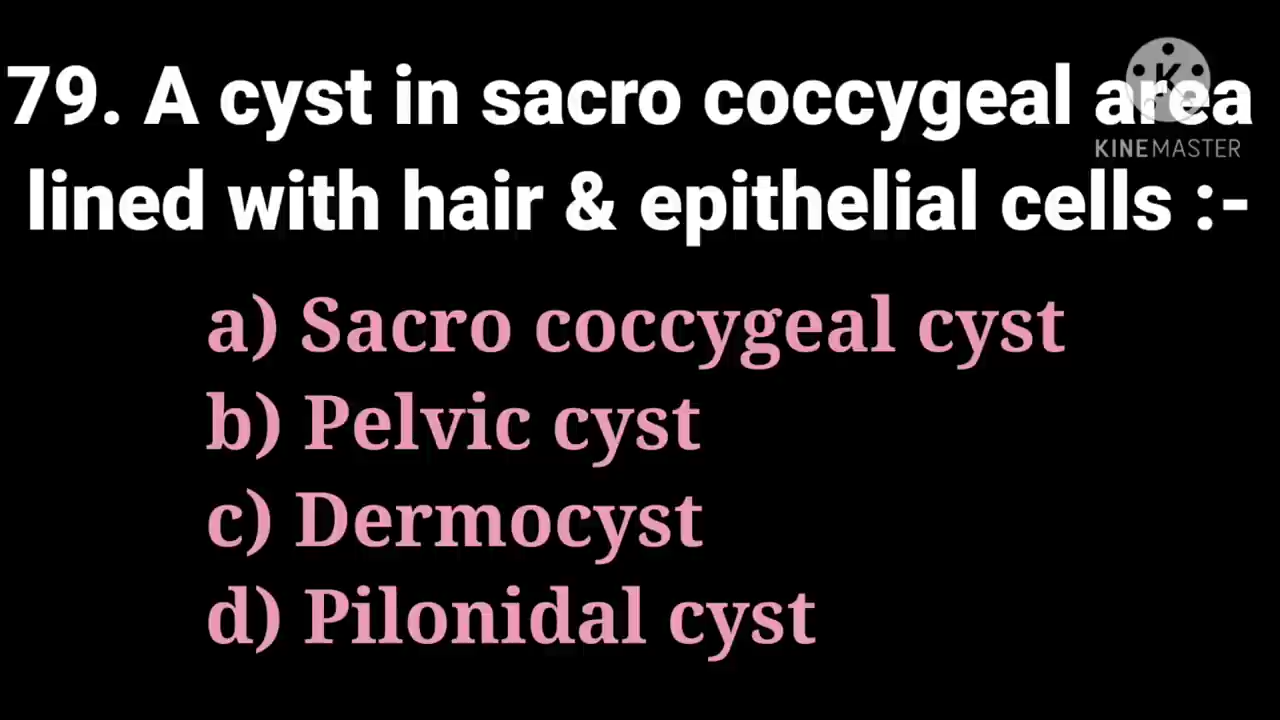 79. A cyst in sacro coccygeal area
KINEMASTER
lined with hair & epithelial cells :-
a) Sacro coccygeal cyst
b) Pelvic cyst
c) Dermocyst
d) Pilonidal cyst